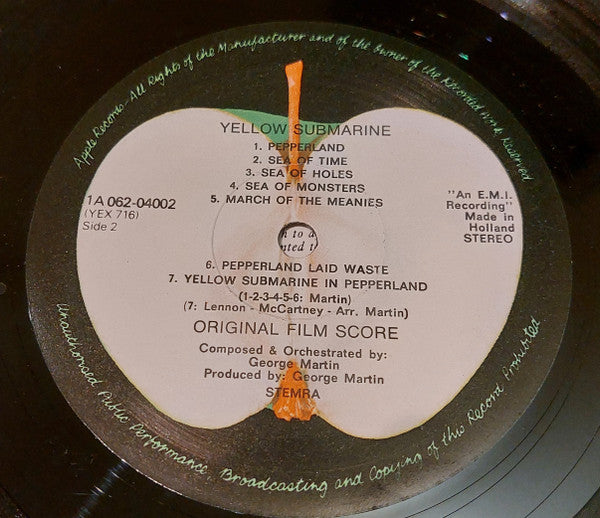 Apple Records-All Rights of the Manufacturer and of the Owner of the Recorded Work Reserved
YELLOW SUBMARINE
1. PEPPERLAND
2. SEA OF TIME
3. SEA OF HOLES
4. SEA OF MONSTERS
5. MARCH OF THE MEANIES
1A 062-04002
(YEX 716)
Side 2
"An E.M.I.
Recording"
Made in
Holland
STEREO
n to a
nted t
6. PEPPERLAND LAID WASTE
7. YELLOW SUBMARINE IN PEPPERLAND
(1-2-3-4-5-6: Martin)
(7: Lennon - McCartney - Arr. Martin)
ORIGINAL FILM SCORE
Composed & Orchestrated by:
George Martin
Produced by: George Martin
STEMRA
Unauthorised Public Performance, Broadcasting and Copying of this Record Prohibited